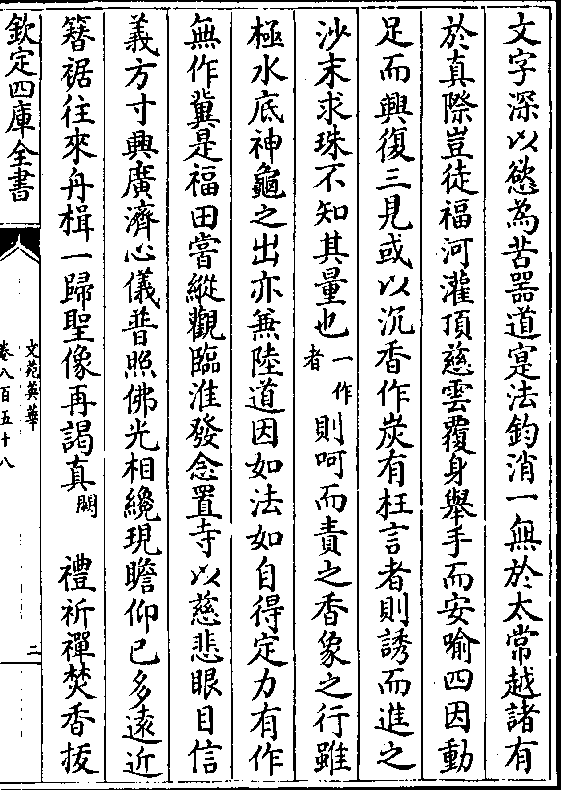 文字深以慾為苦器道寔法鈞消一無於太常越諸有
於真際豈徒福河灌頂慈雲覆身舉手而安喻四因動
足而興復三見或以沉香作炭有枉言者則誘而進之
沙末求珠不知其量也一作者則呵而責之香象之行雖
極水底神龜之出亦無陸道因如法如自得定力有作
無作冀是福田嘗縱觀臨淮發念置寺以慈悲眼目信
義方寸興廣濟心儀普照佛光相纔現瞻仰已多遠近
簪裾往來舟楫一歸聖像再謁真闕 禮祈禪焚香扳
欽定四庫全書
文苑英華
卷八百五十八
二